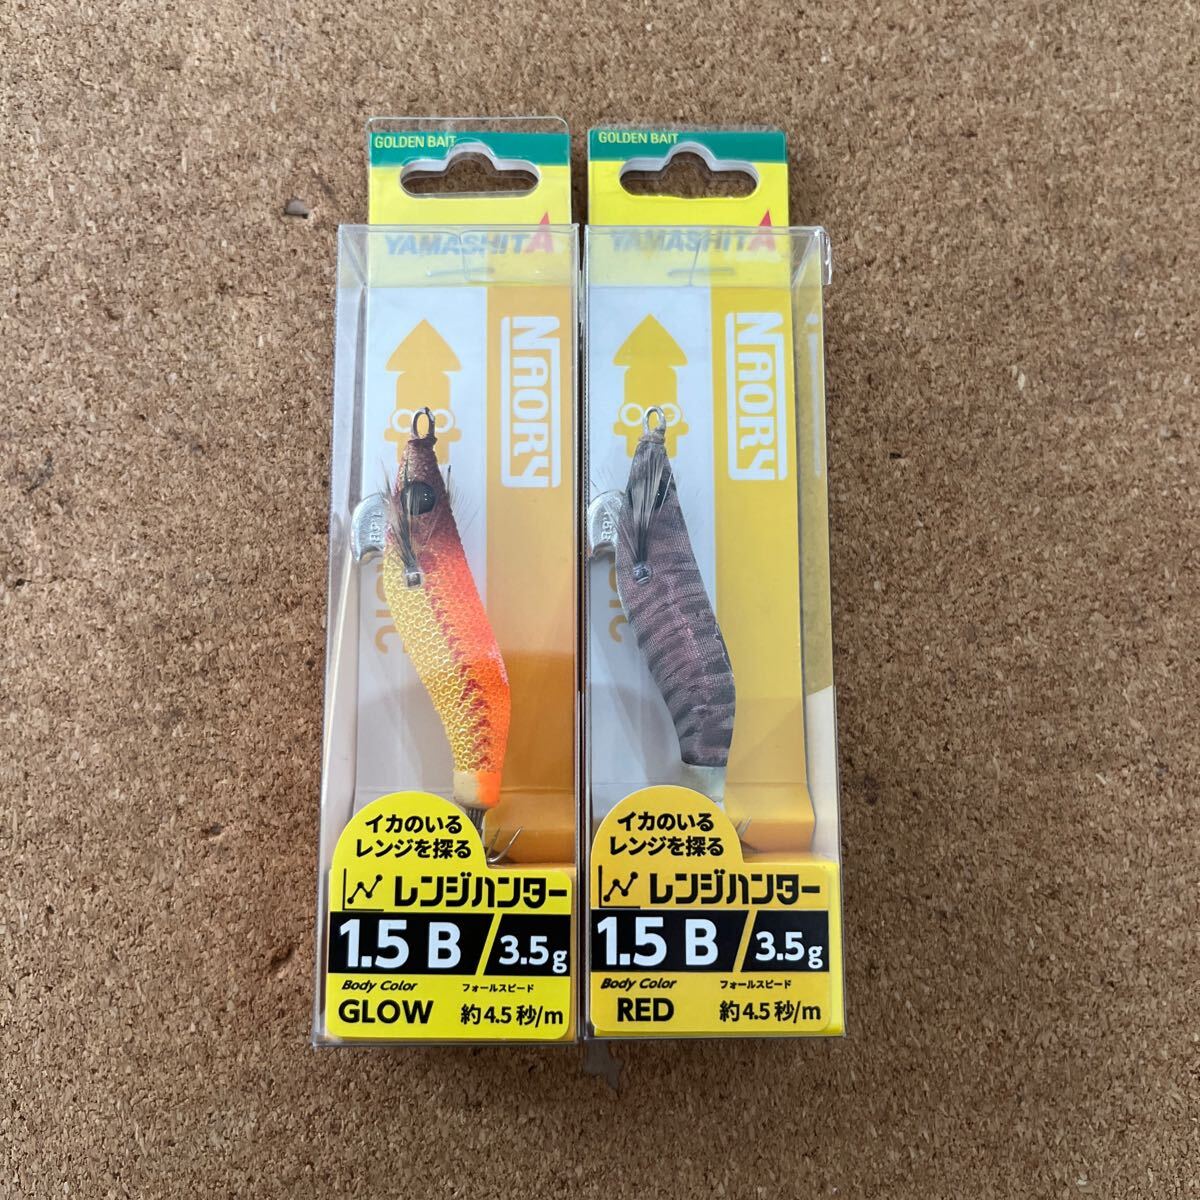 GOLDEN BAIT
YAMASHITA
NAORY
1.5B
イカのいる
レンジを探る
レンジハンター
1.5 B / 3.5g
Body Color
GLOW
フォールスピード
約4.5秒/m
GOLDEN BAIT
YAMASHITA
NAORY
イカのいる
レンジを探る
レンジハンター
1.5 B / 3.5g
Body Color
RED
フォールスピード
約4.5秒/m